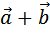 a⃗ + b⃗